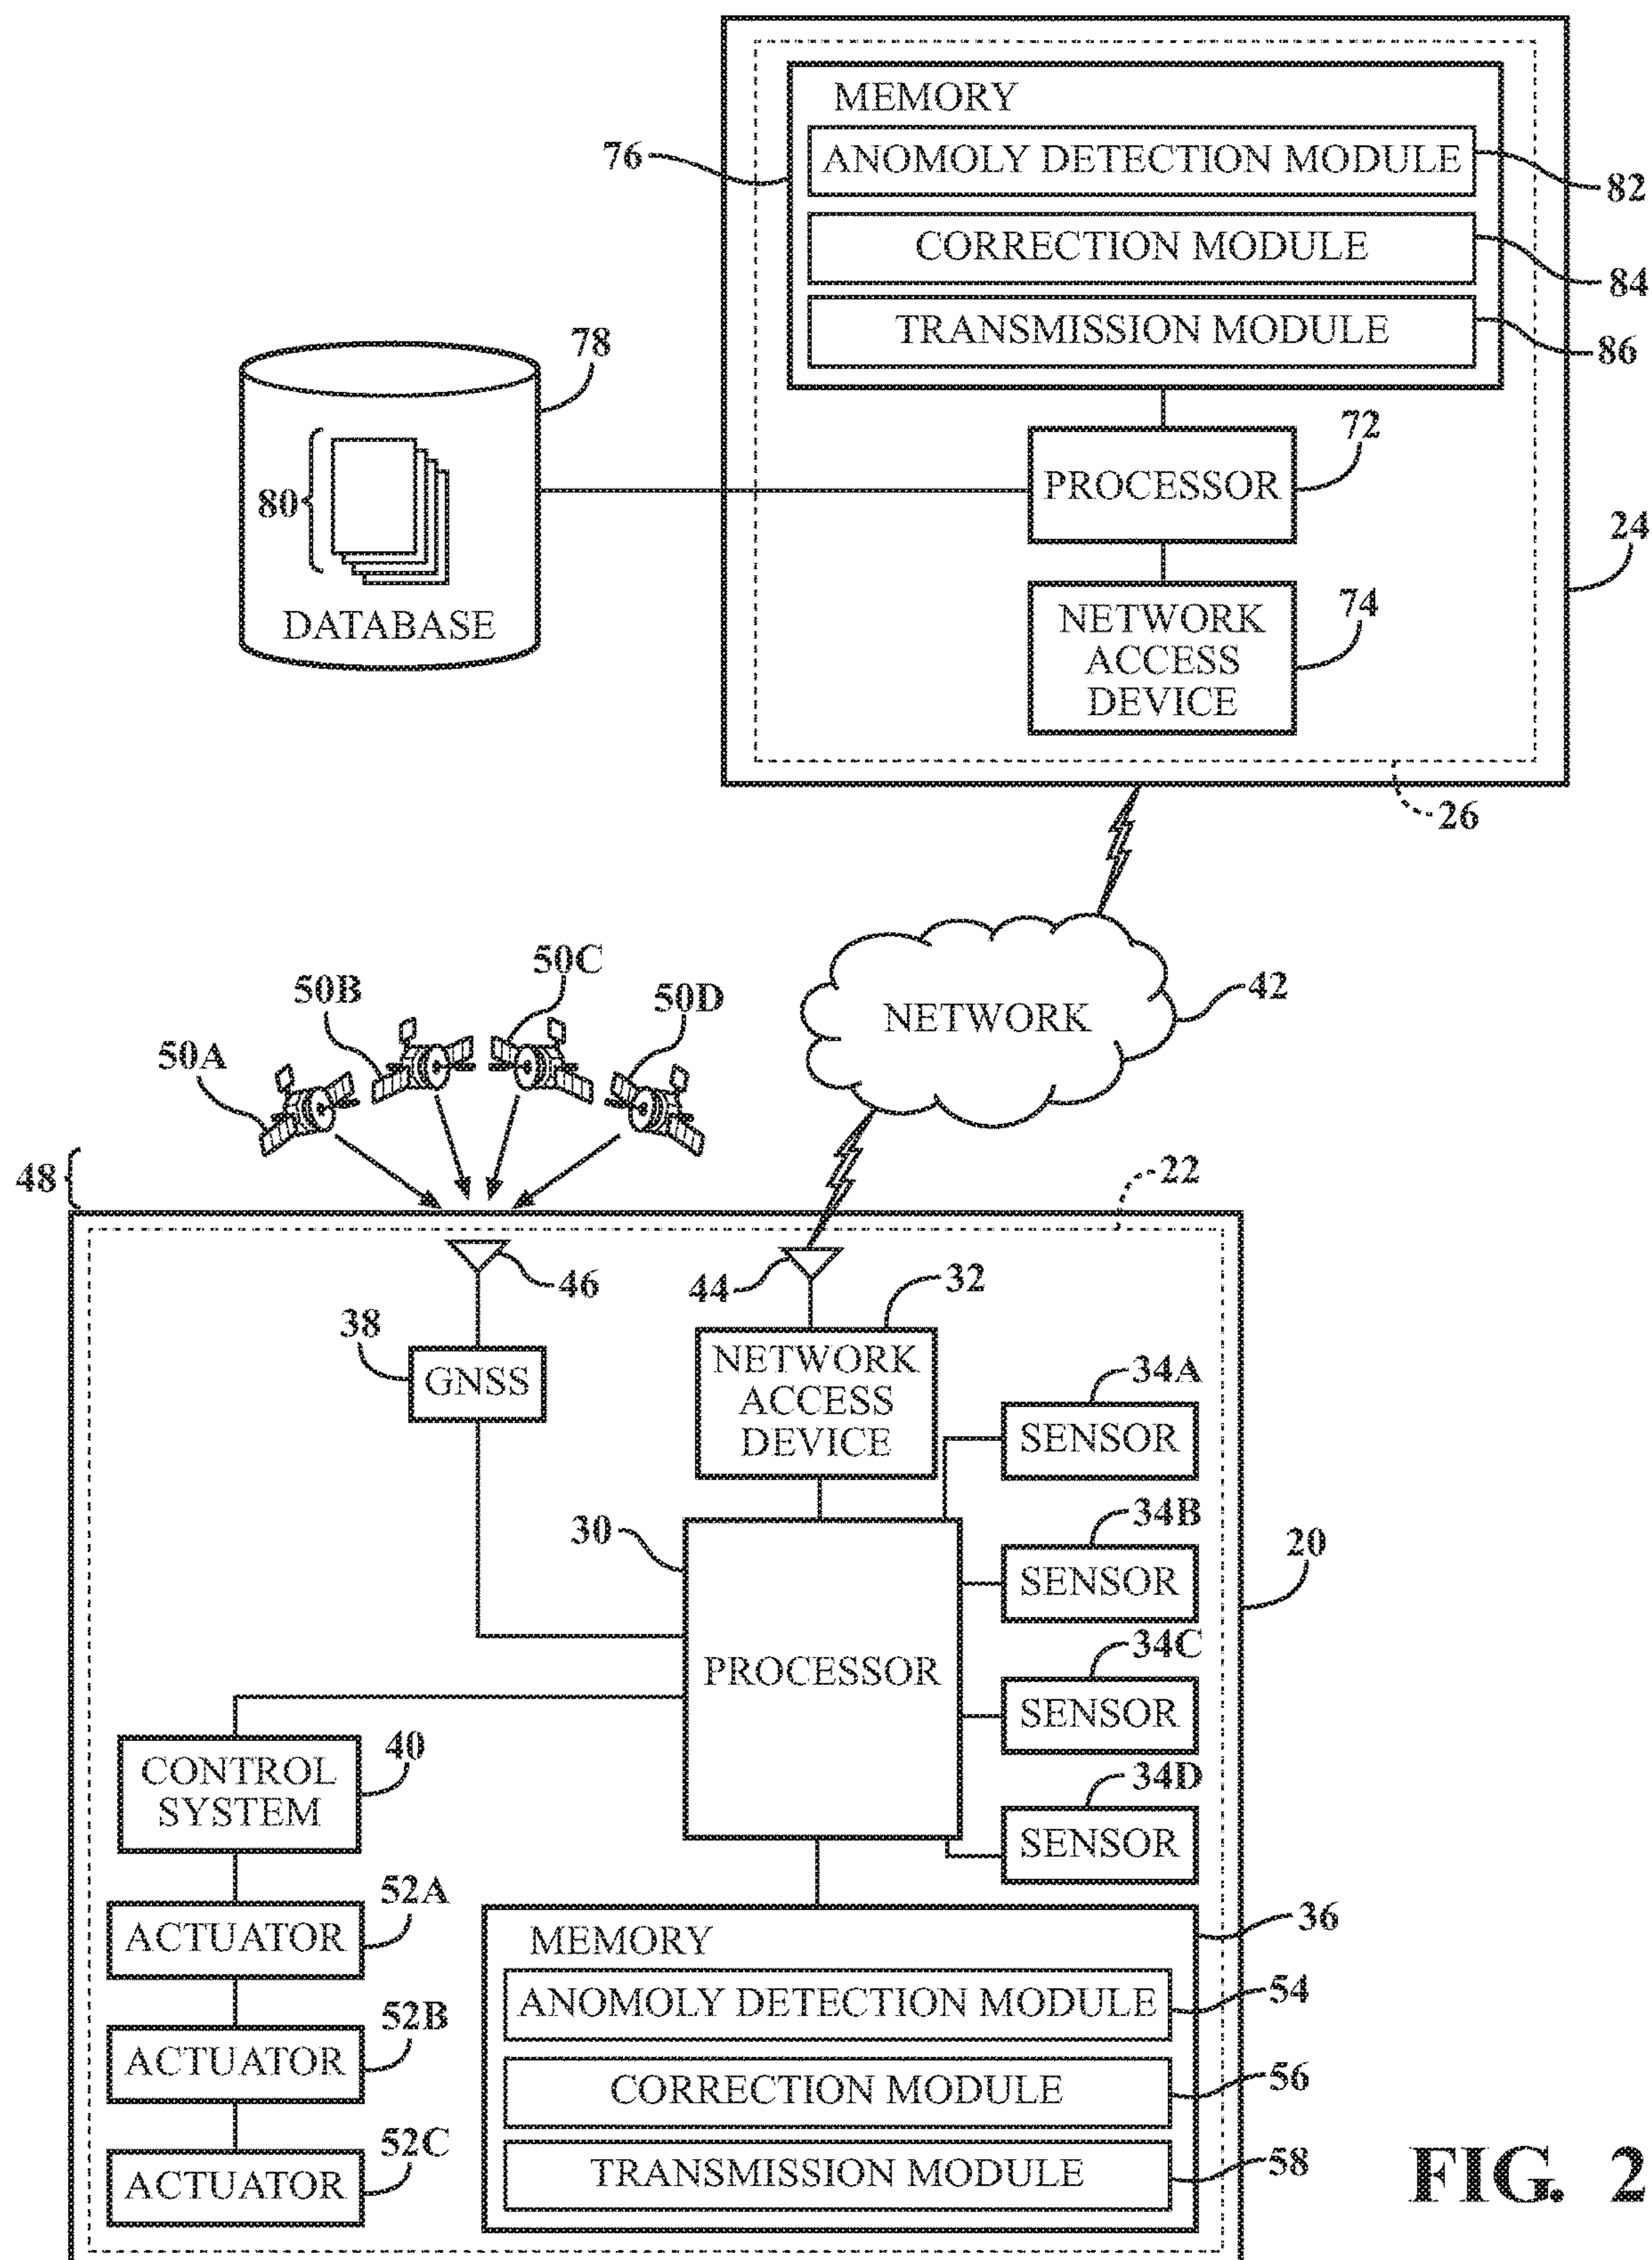 MEMORY
76
ANOMOLY DETECTION MODULE
82
CORRECTION MODULE
84
TRANSMISSION MODULE
86
78
72
80
PROCESSOR
24
DATABASE
74
NETWORK
ACCESS
DEVICE
26
50C
50B
50D
42
NETWORK
50A
48
22
46
44
32
38
GNSS
NETWORK
ACCESS
DEVICE
34A
SENSOR
30
34B
SENSOR
20
34C
PROCESSOR
SENSOR
40
CONTROL
SYSTEM
34D
SENSOR
52A
ACTUATOR
36
MEMORY
54
ANOMOLY DETECTION MODULE
52B
ACTUATOR
56
CORRECTION MODULE
52C
ACTUATOR
58
TRANSMISSION MODULE
FIG. 2